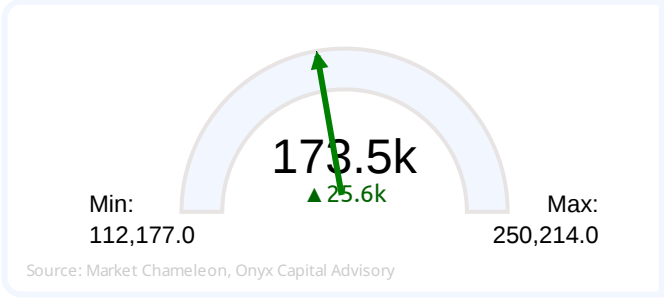 173.5k
▲25.6k
Min:
112,177.0
Max:
250,214.0
Source: Market Chameleon, Onyx Capital Advisory